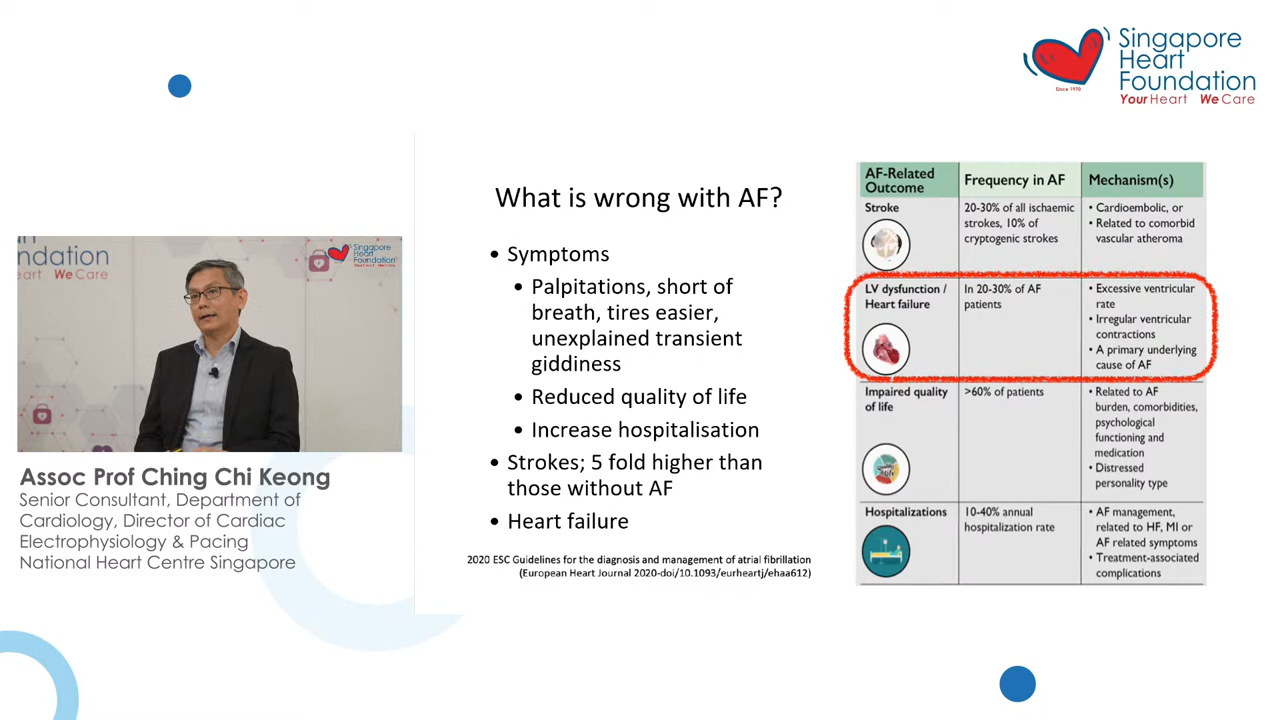 Singapore
Heart
Foundation
Since 1970
Your Heart We Care
What is wrong with AF?
• Symptoms
• Palpitations, short of
breath, tires easier,
unexplained transient
giddiness
• Reduced quality of life
• Increase hospitalisation
• Strokes; 5 fold higher than
those without AF
• Heart failure
2020 ESC Guidelines for the diagnosis and management of atrial fibrillation
(European Heart Journal 2020-doi/10.1093/eurheartj/ehaa612)
AF-Related
Outcome
Frequency in AF
Mechanism(s)
Stroke
20-30% of all ischaemic
strokes, 10% of
cryptogenic strokes
• Cardioembolic, or
• Related to comorbid
vascular atheroma
LV dysfunction /
Heart failure
In 20-30% of AF
patients
• Excessive ventricular
rate
• Irregular ventricular
contractions
• A primary underlying
cause of AF
Impaired quality
of life
>60% of patients
• Related to AF
burden, comorbidities,
psychological
functioning and
medication
• Distressed
personality type
Hospitalizations
10-40% annual
hospitalization rate
• AF management,
related to HF, MI or
AF related symptoms
• Treatment-associated
complications
Foundation
eart We Care
Singapore
Heart
Foundation
Assoc Prof Ching Chi Keong
Senior Consultant, Department of
Cardiology, Director of Cardiac
Electrophysiology & Pacing
National Heart Centre Singapore